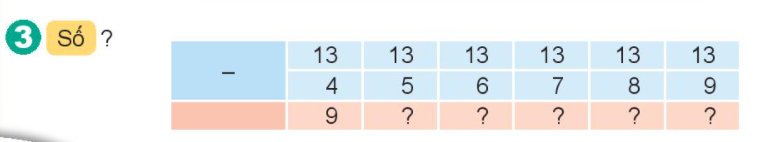 3 Số ?
– 13 13 13 13 13 13
4 5 6 7 8 9
9 ? ? ? ? ?